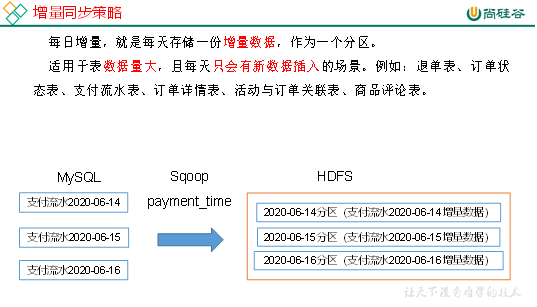 增量同步策略
尚硅谷
每日增量，就是每天存储一份增量数据，作为一个分区。
适用于表数据量大，且每天只会有新数据插入的场景。例如：退单表、订单状
态表、支付流水表、订单详情表、活动与订单关联表、商品评论表。
MySQL
Sqoop
HDFS
支付流水2020-06-14
payment_time
2020-06-14分区（支付流水2020-06-14增量数据）
支付流水2020-06-15
2020-06-15分区（支付流水2020-06-15增量数据）
支付流水2020-06-16
2020-06-16分区（支付流水2020-06-16增量数据）
让天下没有难学的技术